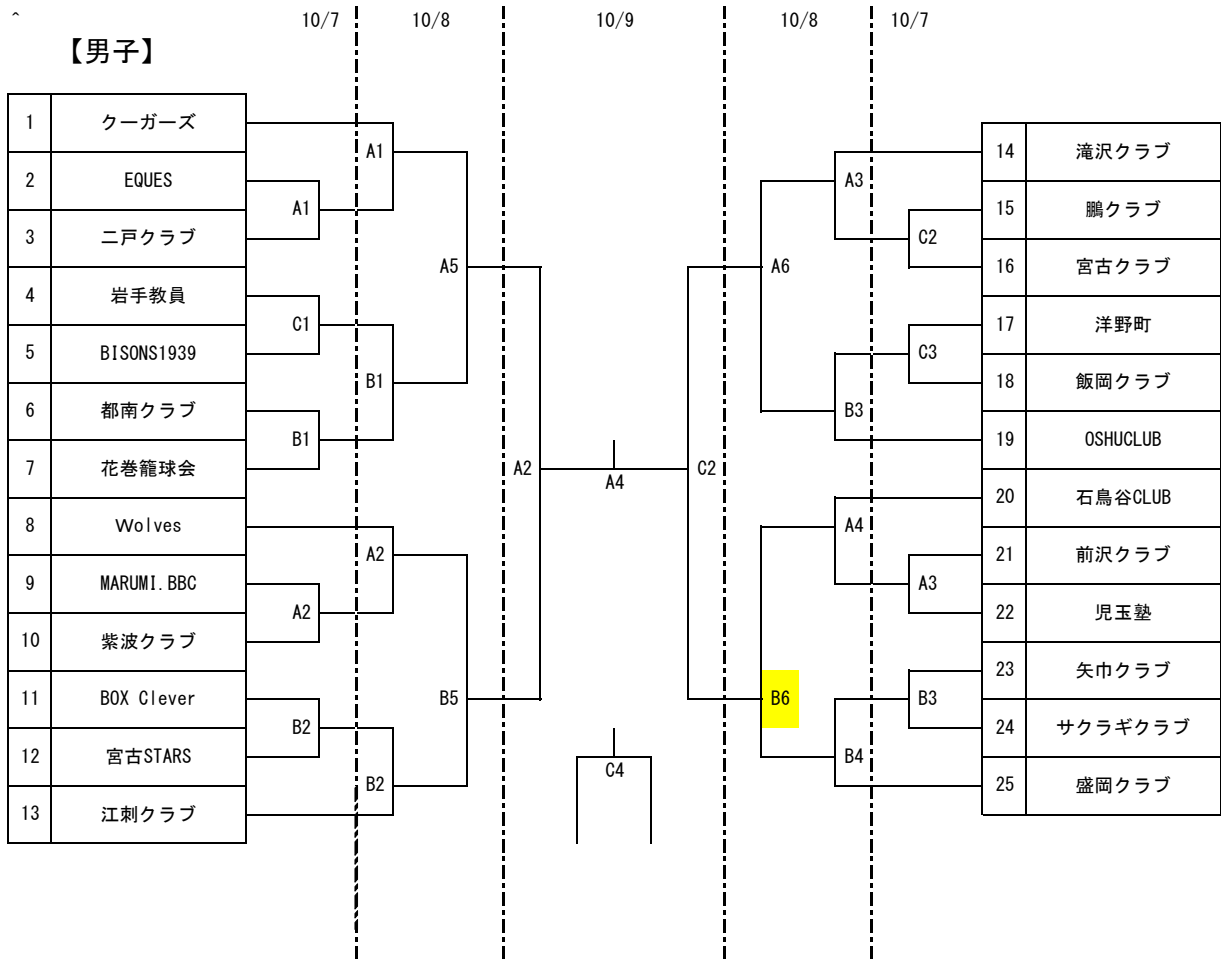 ^
10/7 10/8 10/9 10/8 10/7
【男子】
1 クーガーズ
2 EQUES
3 二戸クラブ
4 岩手教員
5 BISONS1939
6 都南クラブ
7 花巻籠球会
8 Wolves
9 MARUMI.BBC
10 紫波クラブ
11 BOX Clever
12 宮古STARS
13 江刺クラブ
A1
C1
B1
A2
B2
A1
B1
A2
B2
A5
B5
A2
A4
C4
C2
A6
B6
A3
B3
A4
B4
C2
C3
A3
B3
14 滝沢クラブ
15 鵬クラブ
16 宮古クラブ
17 洋野町
18 飯岡クラブ
19 OSHUCLUB
20 石鳥谷CLUB
21 前沢クラブ
22 児玉塾
23 矢巾クラブ
24 サクラギクラブ
25 盛岡クラブ